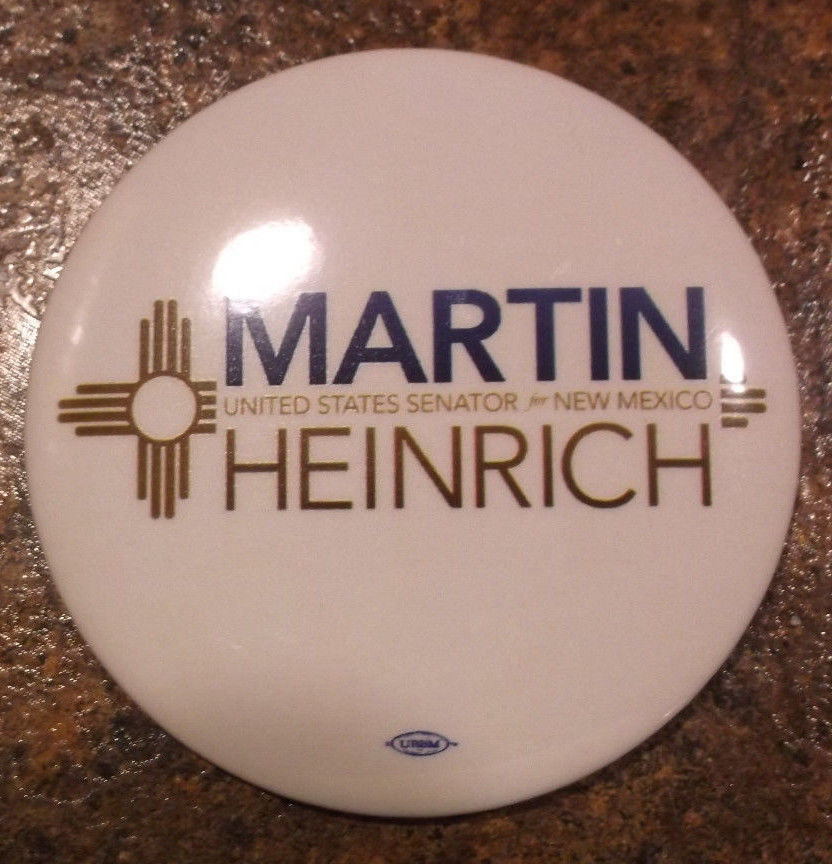 MARTIN
UNITED STATES SENATOR for NEW MEXICO
HEINRICH